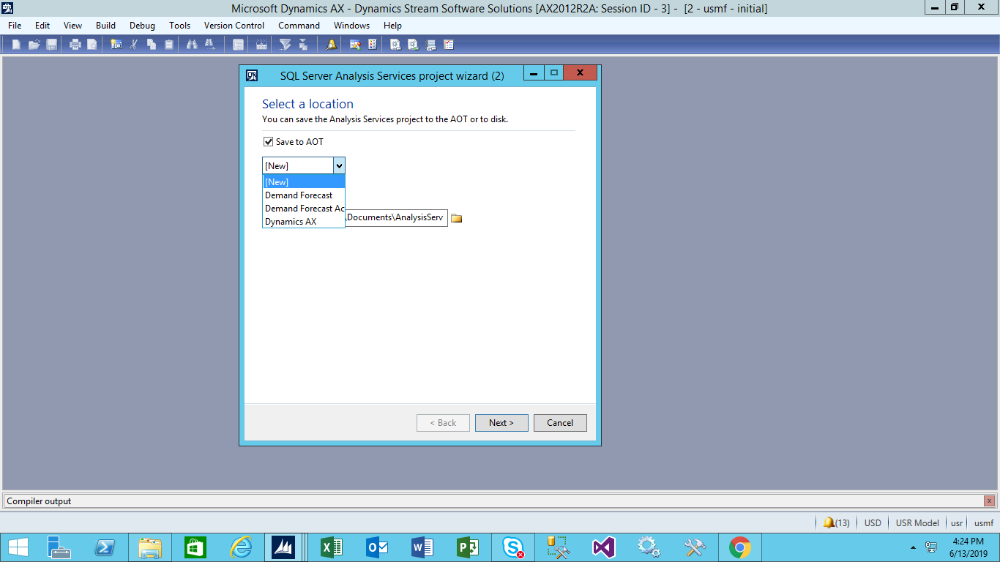 Microsoft Dynamics AX - Dynamics Stream Software Solutions [AX2012R2A: Session ID - 3] -  [2 - usmf - initial]
File Edit View Build Debug Tools Version Control Command Windows Help
SQL Server Analysis Services project wizard (2)
Select a location
You can save the Analysis Services project to the AOT or to disk.
Save to AOT
[New]
[New]
Demand Forecast
Demand Forecast Ac
\Documents\AnalysisServ
Dynamics AX
< Back Next > Cancel
Compiler output
(13) USD USR Model usr usmf
4:24 PM
6/13/2019